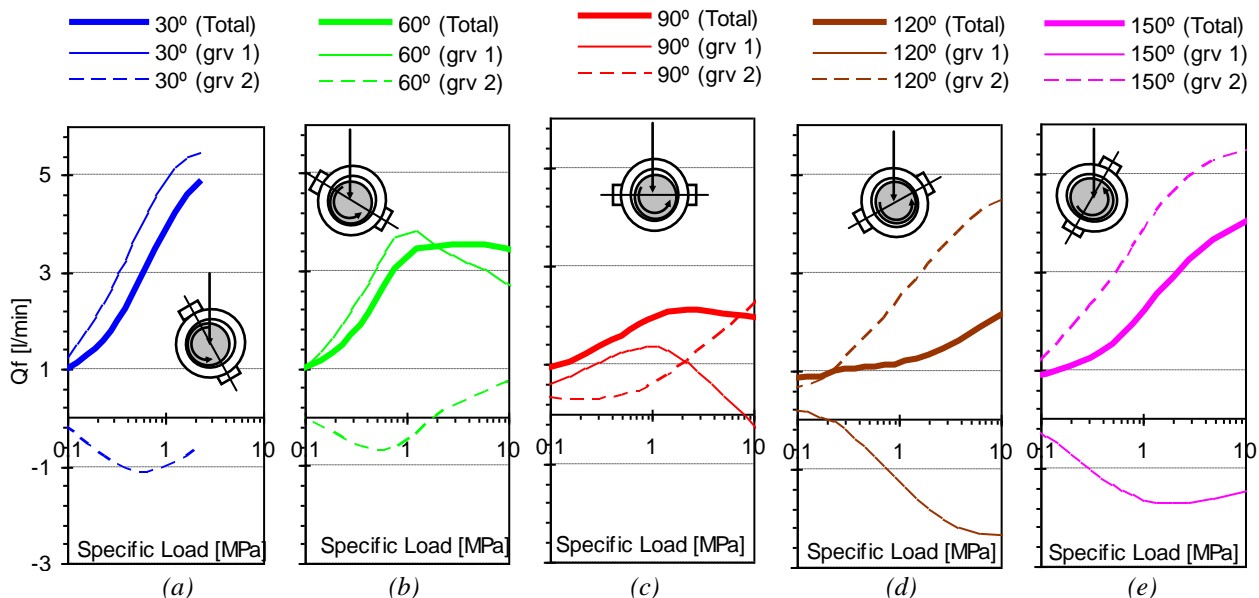 30º (Total)
30º (grv 1)
30º (grv 2)
60º (Total)
60º (grv 1)
60º (grv 2)
90º (Total)
90º (grv 1)
90º (grv 2)
120º (Total)
120º (grv 1)
120º (grv 2)
150º (Total)
150º (grv 1)
150º (grv 2)
Qf [l/min]
5
3
1
-1
-3
0.1 1 10
Specific Load [MPa]
(a)
0.1 1 10
Specific Load [MPa]
(b)
0.1 1 10
Specific Load [MPa]
(c)
0.1 1 10
Specific Load [MPa]
(d)
0.1 1 10
Specific Load [MPa]
(e)